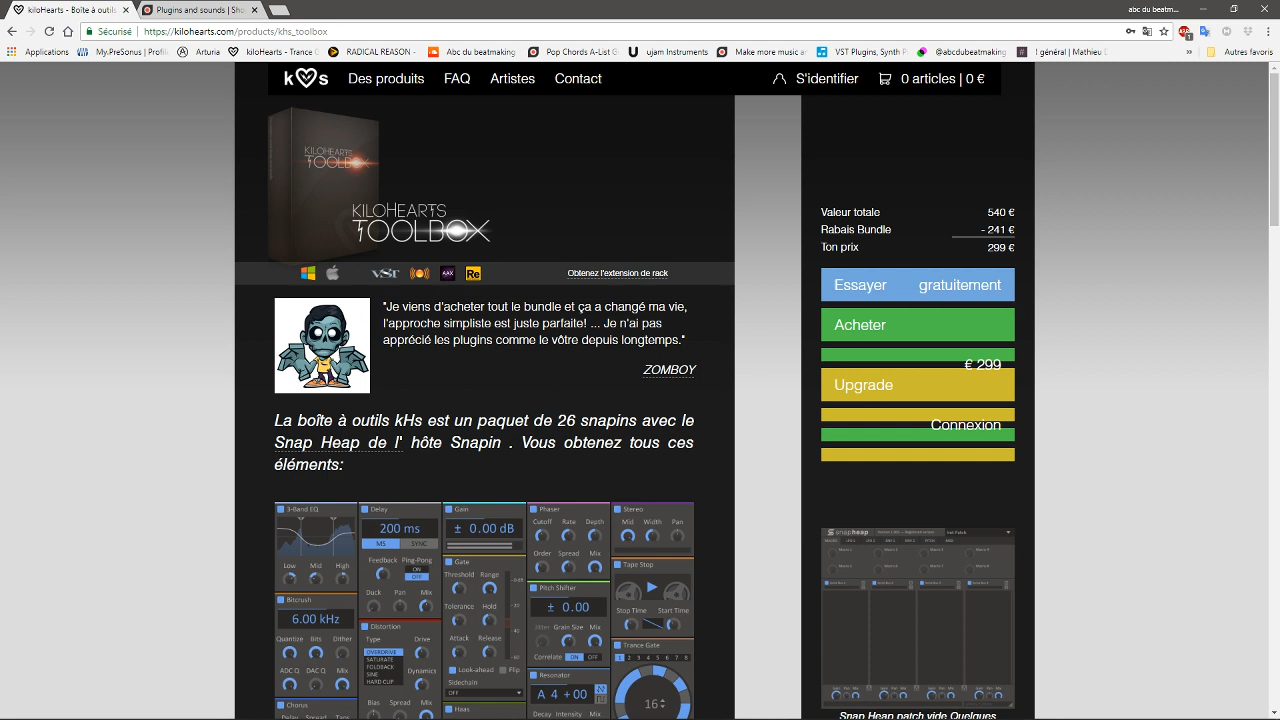 kiloHearts - Boîte à outils
Plugins and sounds | Sho
abc du beatm...
Sécurisé
https://kilohearts.com/products/khs_toolbox
Applications
My.PreSonus | Profile
Arturia
kiloHearts - Trance G
RADICAL REASON -
Abc du beatmaking
Pop Chords A-List G
ujam Instruments
Make more music ar
VST Plugins, Synth P
@abcdubeatmaking
! général | Mathieu D
»
Autres favoris
k s
Des produits
FAQ
Artistes
Contact
S'identifier
0 articles | 0 €
KILOHEARTS
TOOLBOX
KILOHEARTS
TOOLBOX
Valeur totale 540 €
Rabais Bundle - 241 €
Ton prix 299 €
VST
AAX
Re
Obtenez l'extension de rack
Essayer gratuitement
Acheter
€ 299
Upgrade
Connexion
"Je viens d'acheter tout le bundle et ça a changé ma vie,
l'approche simpliste est juste parfaite! ... Je n'ai pas
apprécié les plugins comme le vôtre depuis longtemps."
ZOMBOY
La boîte à outils kHs est un paquet de 26 snapins avec le
Snap Heap de l' hôte Snapin . Vous obtenez tous ces
éléments:
3-Band EQ
Low Mid High
Bitcrush
6.00 kHz
Quantize Bits Dither
ADC Q DAC Q Mix
Chorus
Delay Spread Taps
Delay
200 ms
MS SYNC
Feedback Ping-Pong
ON
OFF
Duck Pan Mix
Distortion
Type Drive
OVERDRIVE
SATURATE
FOLDBACK
SINE
HARD CLIP
Dynamics
Bias Spread Mix
Gain
± 0.00 dB
Gate
Threshold Range
Tolerance Hold
Attack Release
Look-ahead Flip
Sidechain
OFF
Haas
Phaser
Cutoff Rate Depth
Order Spread Mix
Pitch Shifter
± 0.00
Jitter Grain Size Mix
Correlate ON OFF
Resonator
A 4 +00
Decay Intensity Mix
Stereo
Mid Width Pan
Tape Stop
Stop Time Start Time
Trance Gate
1 2 3 4 5 6 7 8
16
snapheap
Init Patch
Snap Heap patch vide Quelques